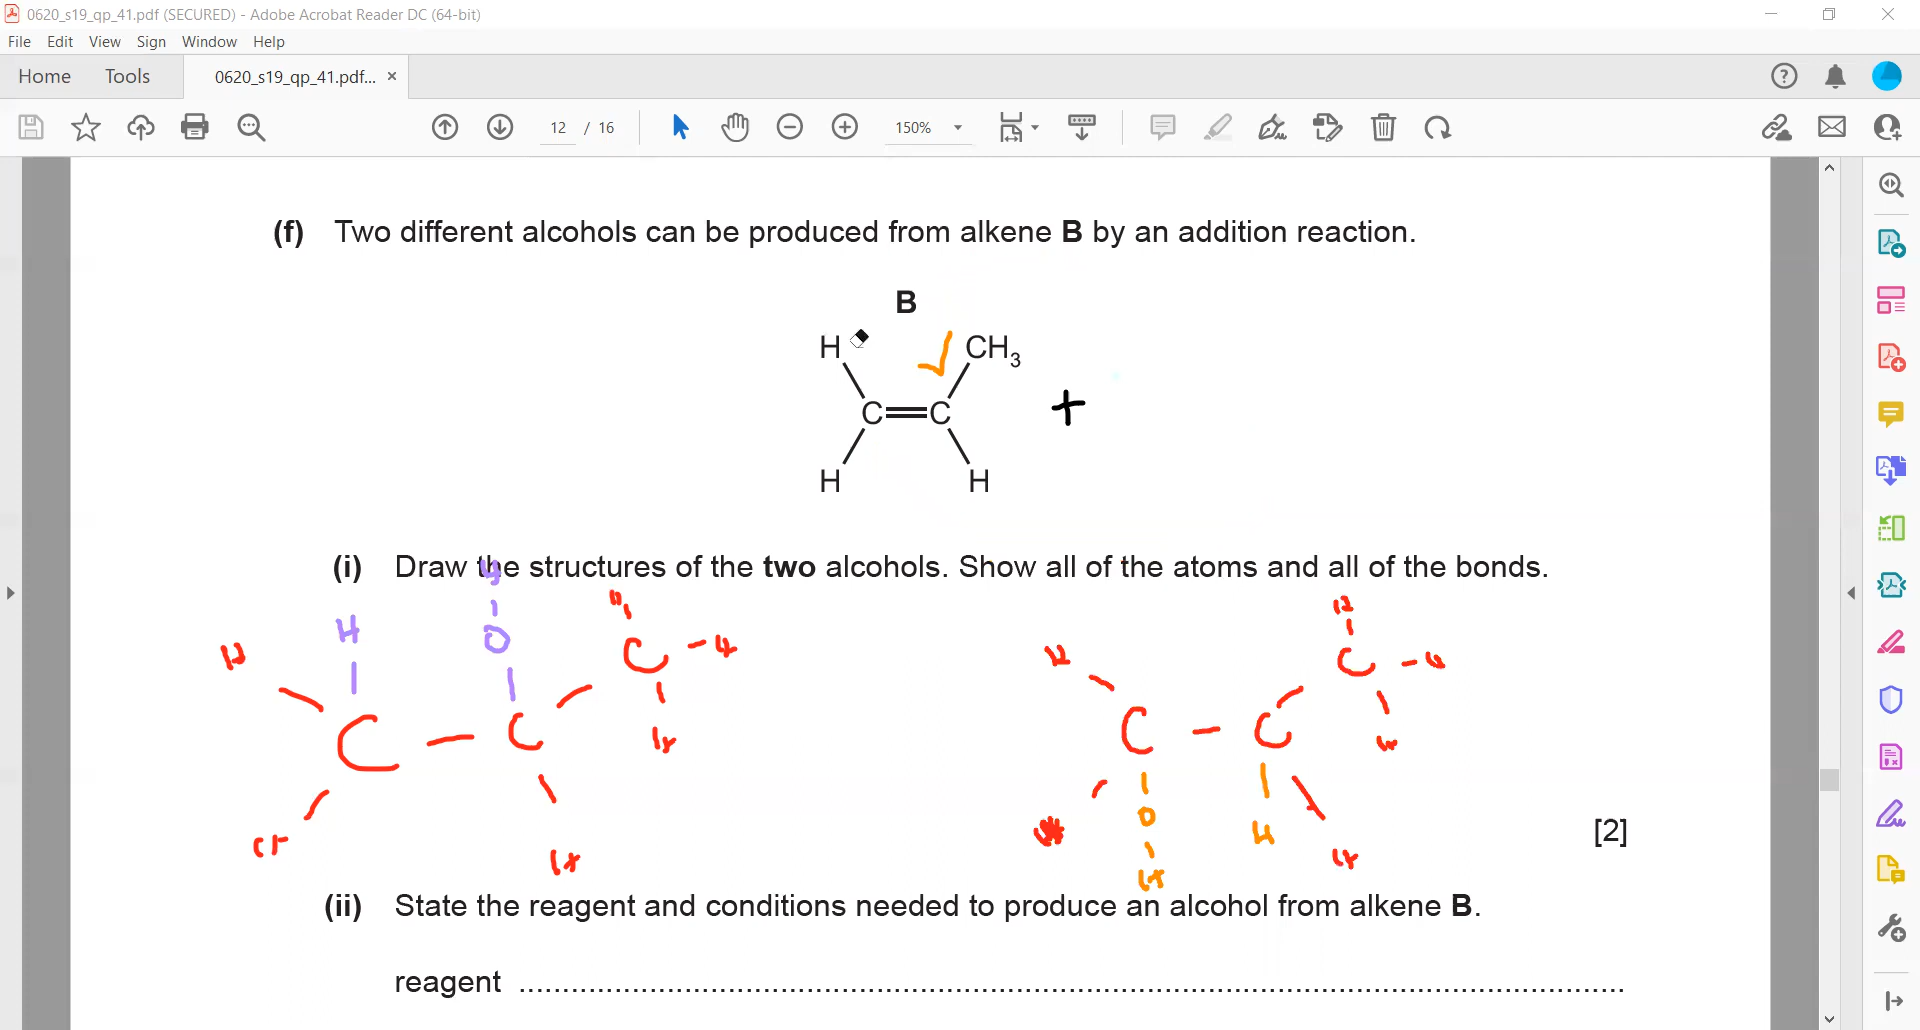 0620_s19_qp_41.pdf (SECURED) - Adobe Acrobat Reader DC (64-bit)
File Edit View Sign Window Help
Home Tools 0620_s19_qp_41.pdf... ×
12 / 16 150%
(f) Two different alcohols can be produced from alkene B by an addition reaction.
B
H CH3
C=C +
H H
(i) Draw the structures of the two alcohols. Show all of the atoms and all of the bonds.
H H O C H H C H
C C H C C H
H H O H H
H
[2]
(ii) State the reagent and conditions needed to produce an alcohol from alkene B.
reagent ..........................................................................................................